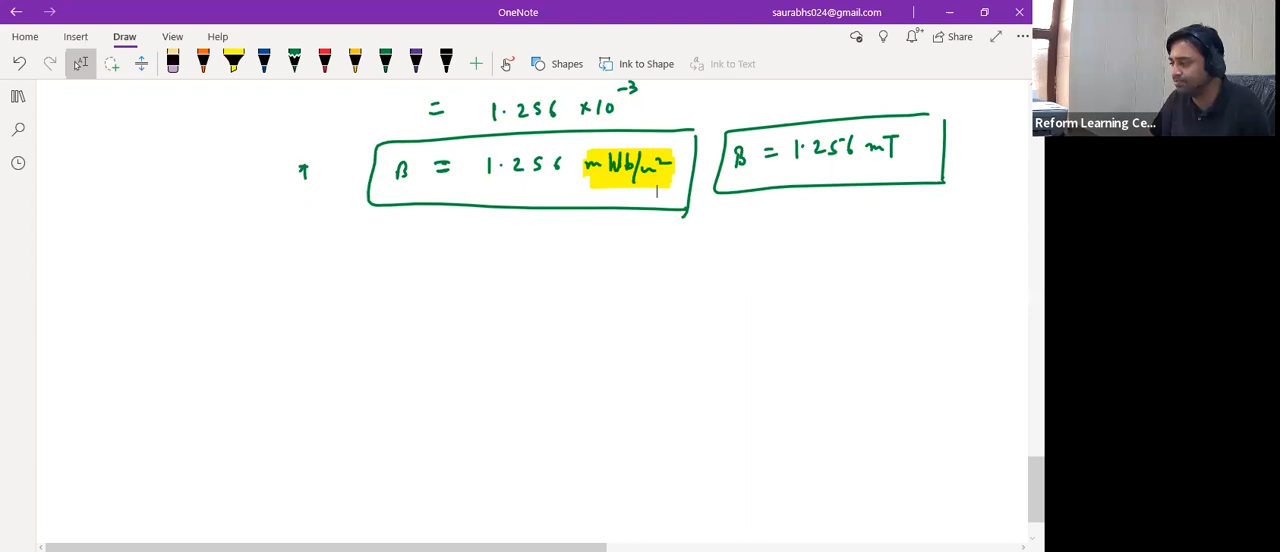 OneNote
saurabhs024@gmail.com
Home Insert Draw View Help
9+ Share
Shapes Ink to Shape Ink to Text
= 1.256 ×10⁻³
* B = 1.256 mWb/m² B = 1.256 mT
Reform Learning Ce...